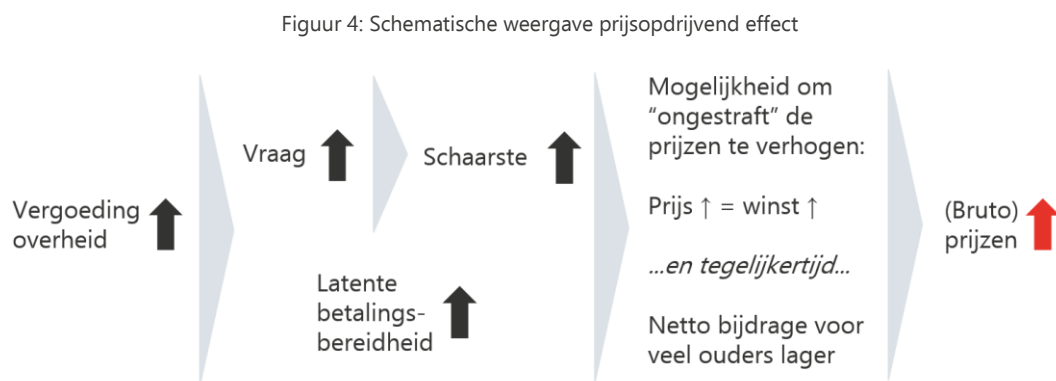 Figuur 4: Schematische weergave prijsopdrijvend effect
Vergoeding
overheid
Vraag
Schaarste
Latente
betalings-
bereidheid
Mogelijkheid om
“ongestraft” de
prijzen te verhogen:
Prijs ↑ = winst ↑
...en tegelijkertijd...
Netto bijdrage voor
veel ouders lager
(Bruto)
prijzen